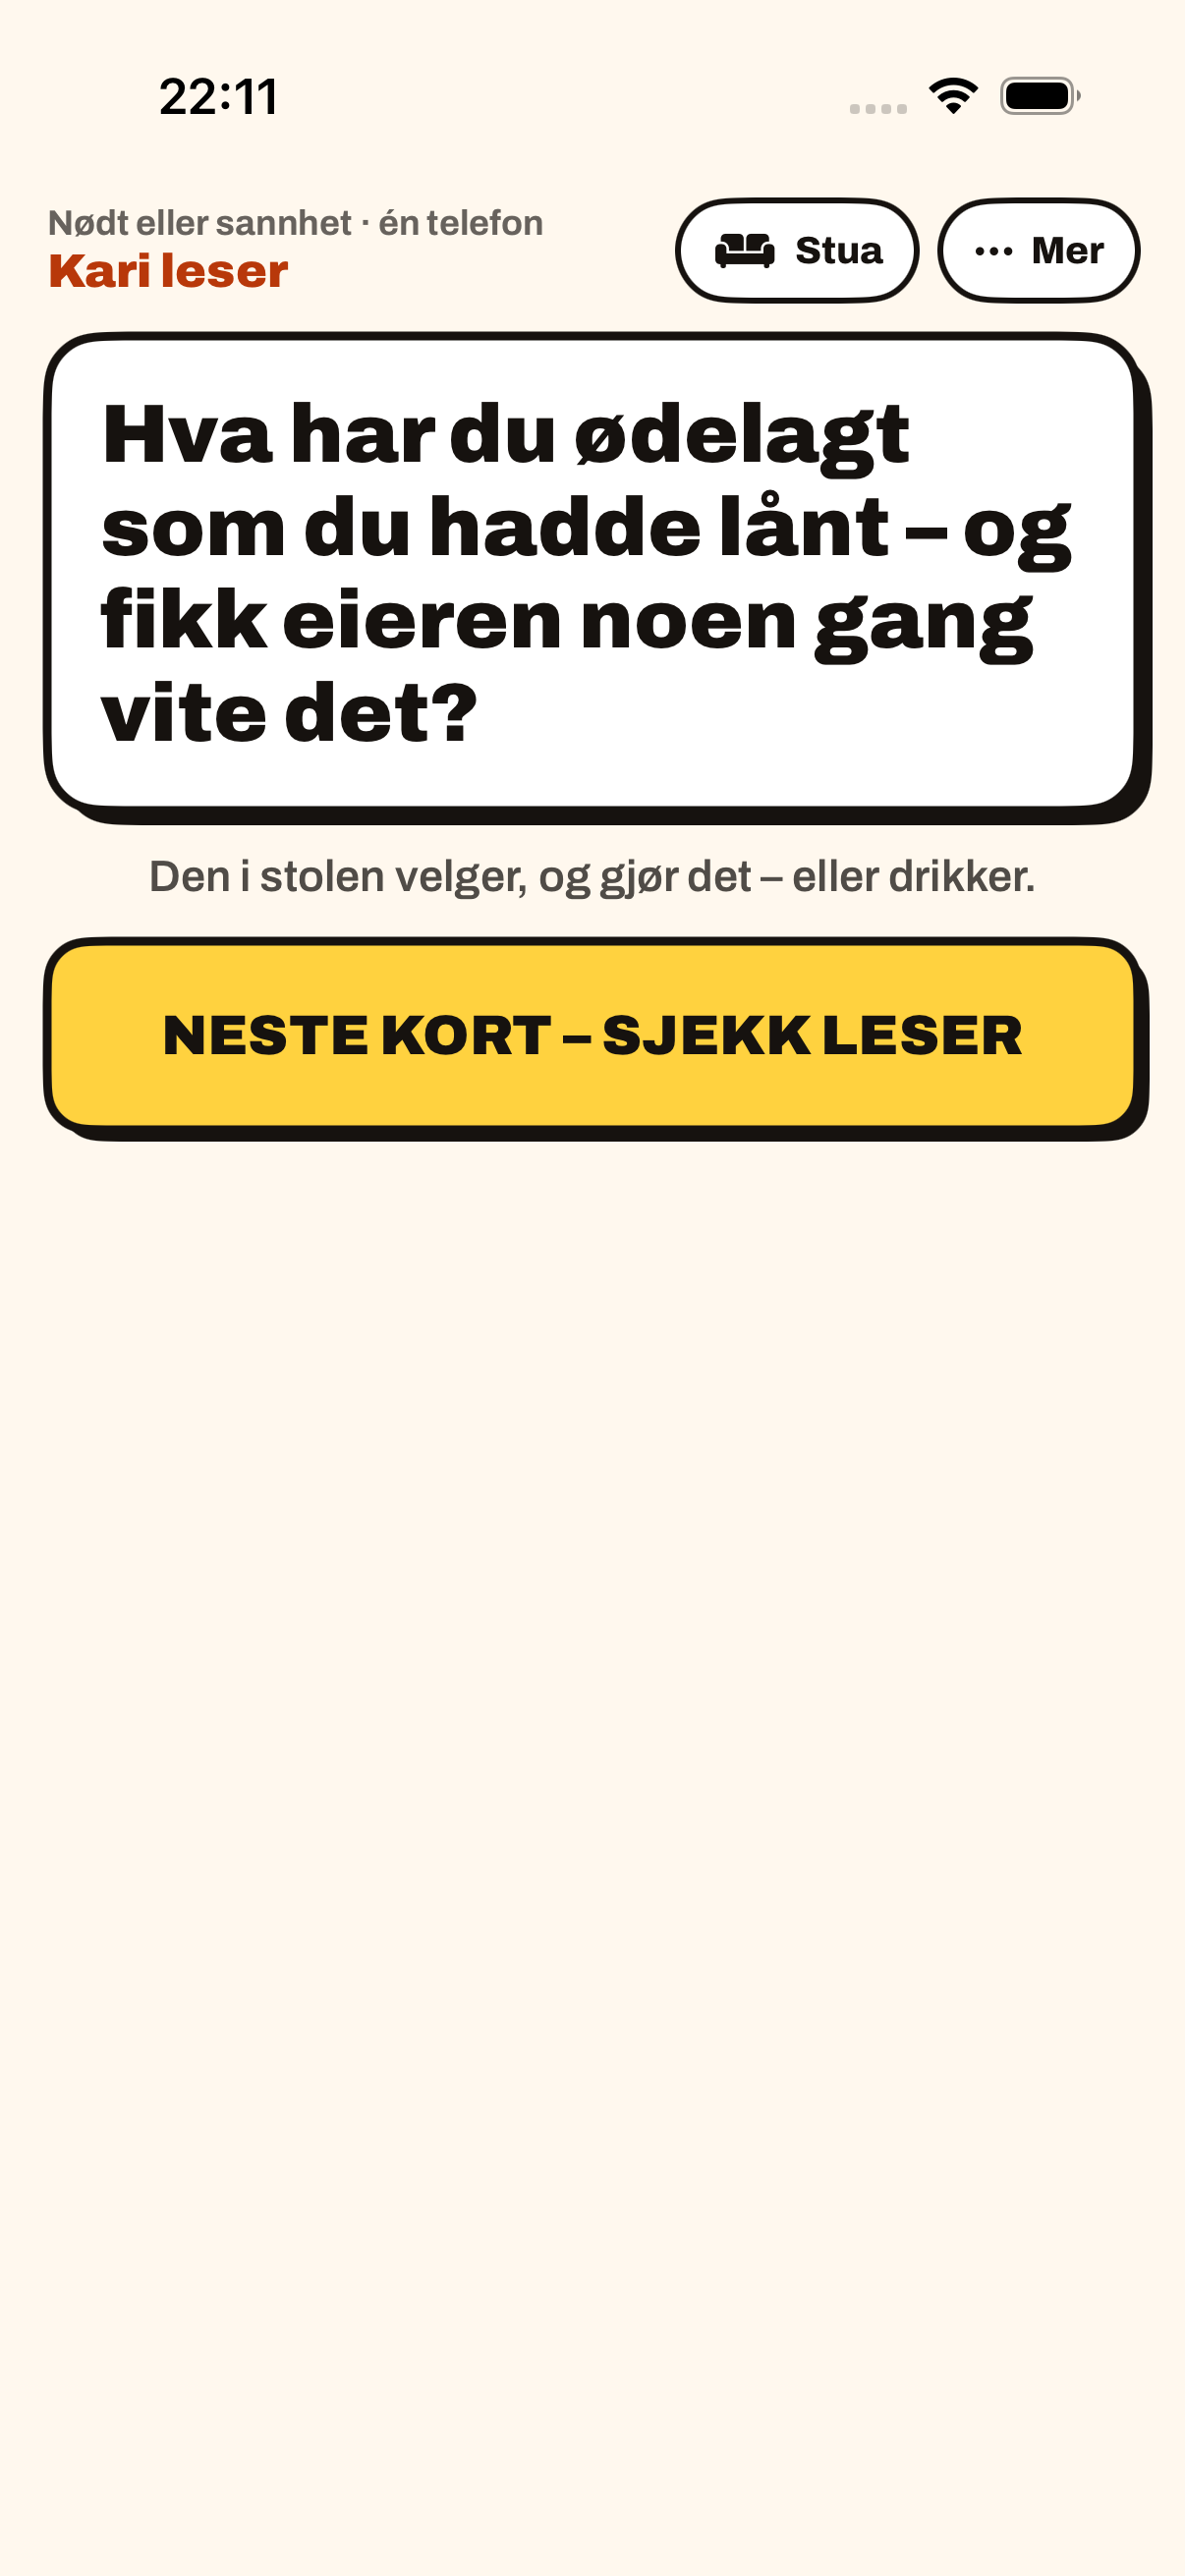 22:11
Nødt eller sannhet · én telefon
Kari leser
Stua
Mer
Hva har du ødelagt
som du hadde lånt – og
fikk eieren noen gang
vite det?
Den i stolen velger, og gjør det – eller drikker.
NESTE KORT – SJEKK LESER